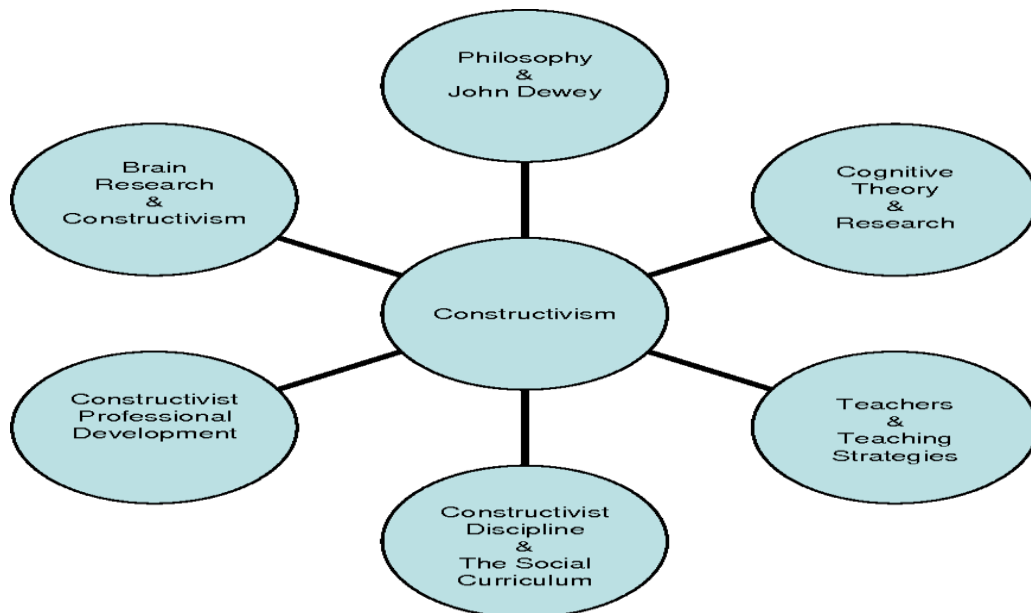 Philosophy
&
John Dewey
Brain
Research
&
Constructivism
Cognitive
Theory
&
Research
Constructivism
Constructivist
Professional
Development
Teachers
&
Teaching
Strategies
Constructivist
Discipline
&
The Social
Curriculum